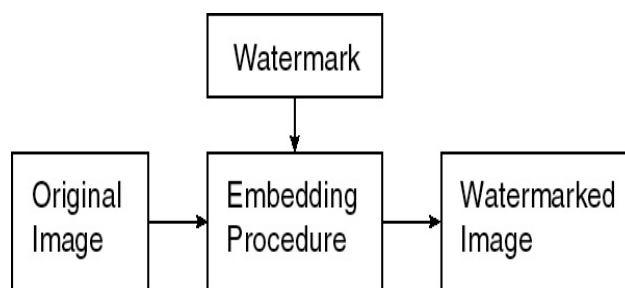 Watermark
Original
Image
Embedding
Procedure
Watermarked
Image